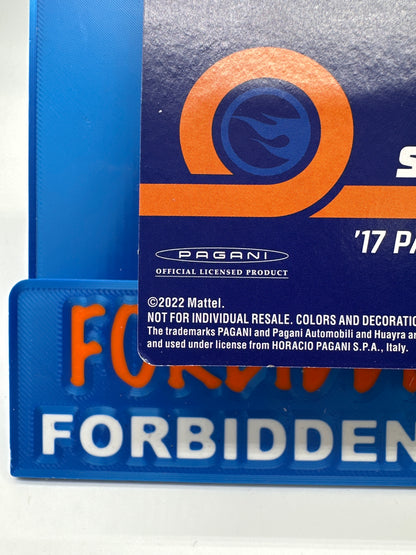 S
'17 PA
PAGANI
OFFICIAL LICENSED PRODUCT
©2022 Mattel.
NOT FOR INDIVIDUAL RESALE. COLORS AND DECORATIO
The trademarks PAGANI and Pagani Automobili and Huayra ar
and used under license from HORACIO PAGANI S.P.A., Italy.
FORBIDDEN